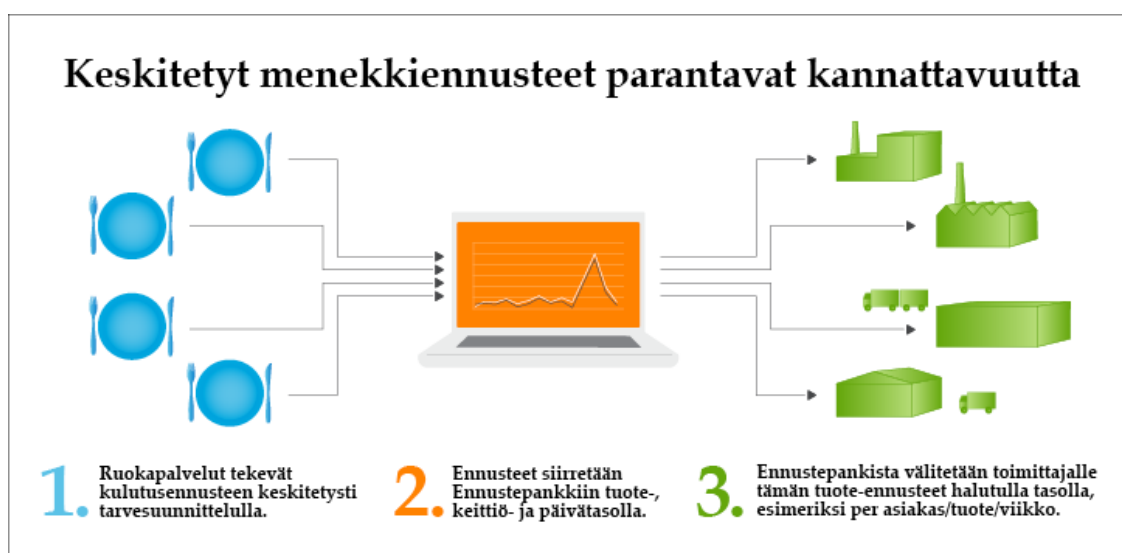 Keskitetyt menekkiennusteet parantavat kannattavuutta
1.
Ruokapalvelut tekevät
kulutusennusteen keskitetysti
tarvesuunnittelulla.
2.
Ennusteet siirretään
Ennustepankkiin tuote-,
keittiö- ja päivätasolla.
3.
Ennustepankista välitetään toimittajalle
tämän tuote-ennusteet halutulla tasolla,
esimeriksi per asiakas/tuote/viikko.